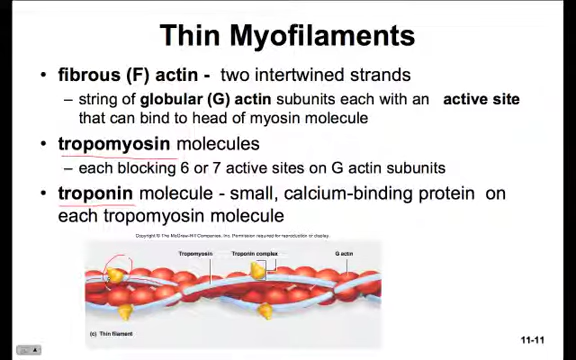 Thin Myofilaments
• fibrous (F) actin - two intertwined strands
– string of globular (G) actin subunits each with an active site
that can bind to head of myosin molecule
• tropomyosin molecules
– each blocking 6 or 7 active sites on G actin subunits
• troponin molecule - small, calcium-binding protein on
each tropomyosin molecule
Copyright © The McGraw-Hill Companies, Inc. Permission required for reproduction or display.
Tropomyosin Troponin complex G actin
(c) Thin filament
11-11